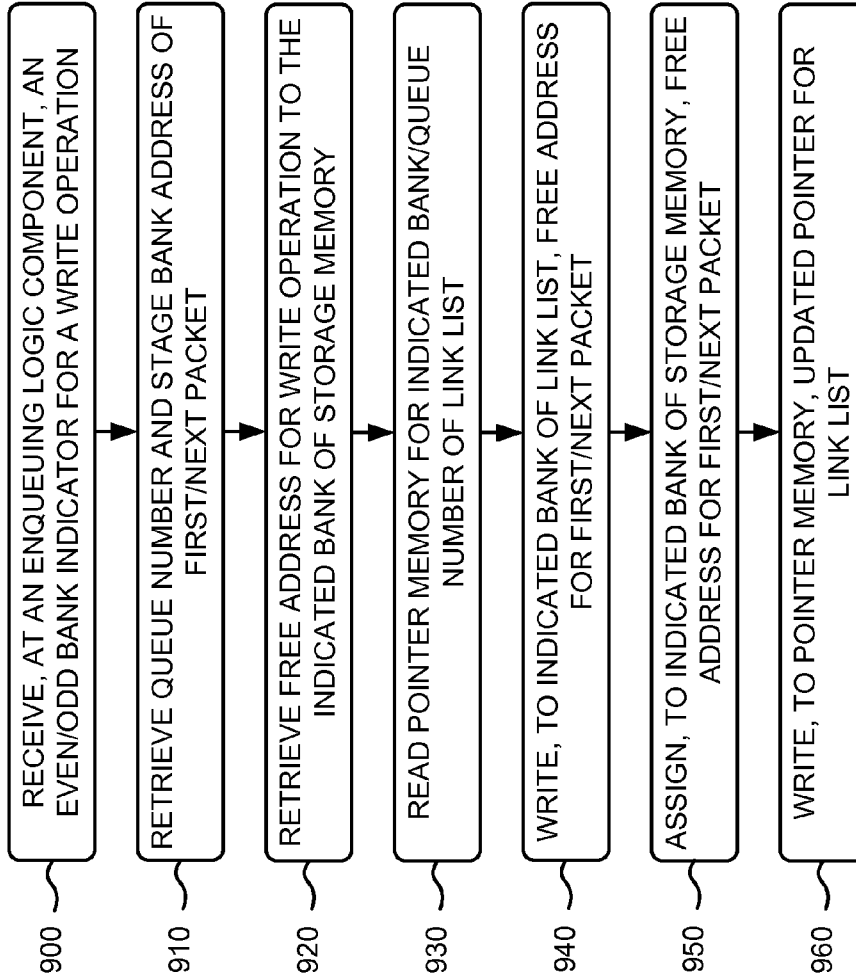 900
RECEIVE, AT AN ENQUEUING LOGIC COMPONENT, AN
EVEN/ODD BANK INDICATOR FOR A WRITE OPERATION
910
RETRIEVE QUEUE NUMBER AND STAGE BANK ADDRESS OF
FIRST/NEXT PACKET
920
RETRIEVE FREE ADDRESS FOR WRITE OPERATION TO THE
INDICATED BANK OF STORAGE MEMORY
930
READ POINTER MEMORY FOR INDICATED BANK/QUEUE
NUMBER OF LINK LIST
940
WRITE, TO INDICATED BANK OF LINK LIST, FREE ADDRESS
FOR FIRST/NEXT PACKET
950
ASSIGN, TO INDICATED BANK OF STORAGE MEMORY, FREE
ADDRESS FOR FIRST/NEXT PACKET
960
WRITE, TO POINTER MEMORY, UPDATED POINTER FOR
LINK LIST